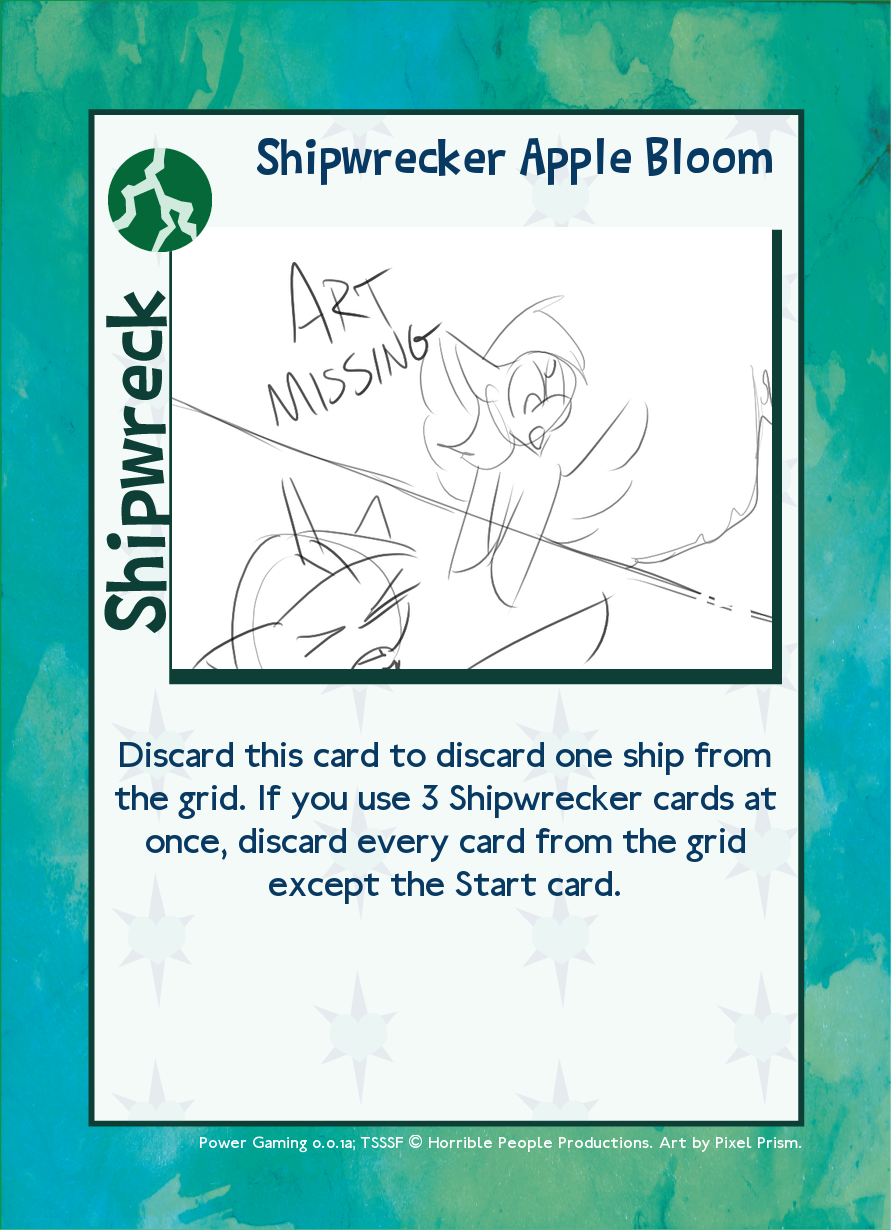 Shipwrecker Apple Bloom
Shipwreck
ART
MISSING
Discard this card to discard one ship from
the grid. If you use 3 Shipwrecker cards at
once, discard every card from the grid
except the Start card.
Power Gaming 0.0.1a; TSSSF © Horrible People Productions. Art by Pixel Prism.